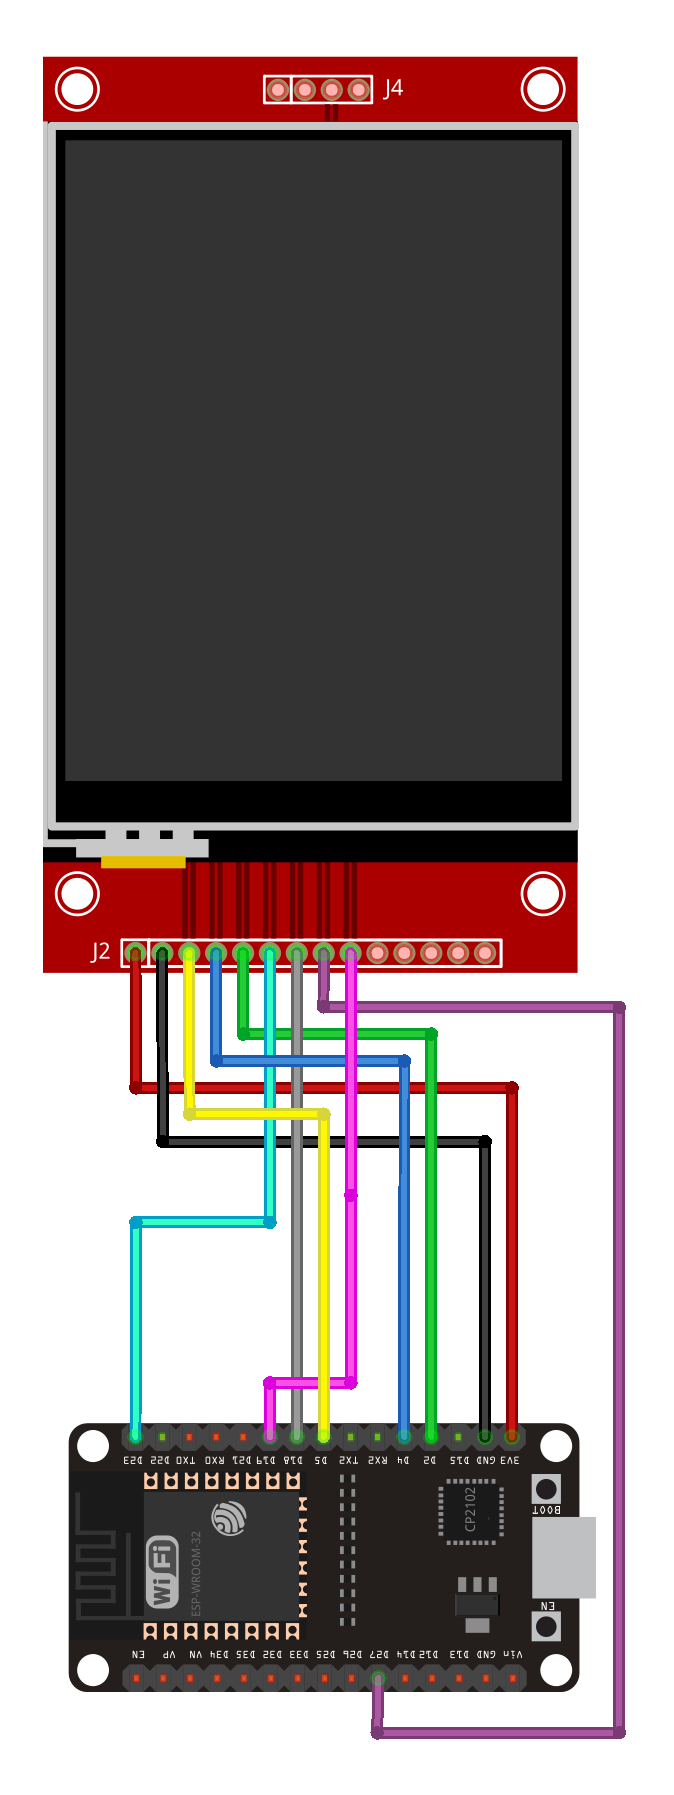 J4
J2
D23 D22 TX0 RX0 D21 D19 D18 D5 TX2 RX2 D4 D2 D15 GND 3V3
CP2102
BOOT
WiFi
ESP-WROOM-32
EN
EN VP VN D34 D35 D32 D33 D25 D26 D27 D14 D12 D13 GND Vin